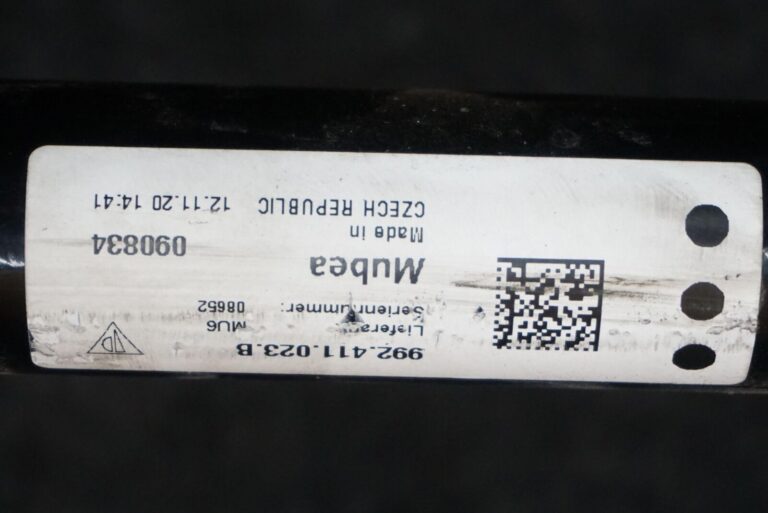 992.411.023.B
Lieferant: MU6
Seriennummer: 08652
Mubea 090834
Made in
CZECH REPUBLIC 12.11.20 14:41